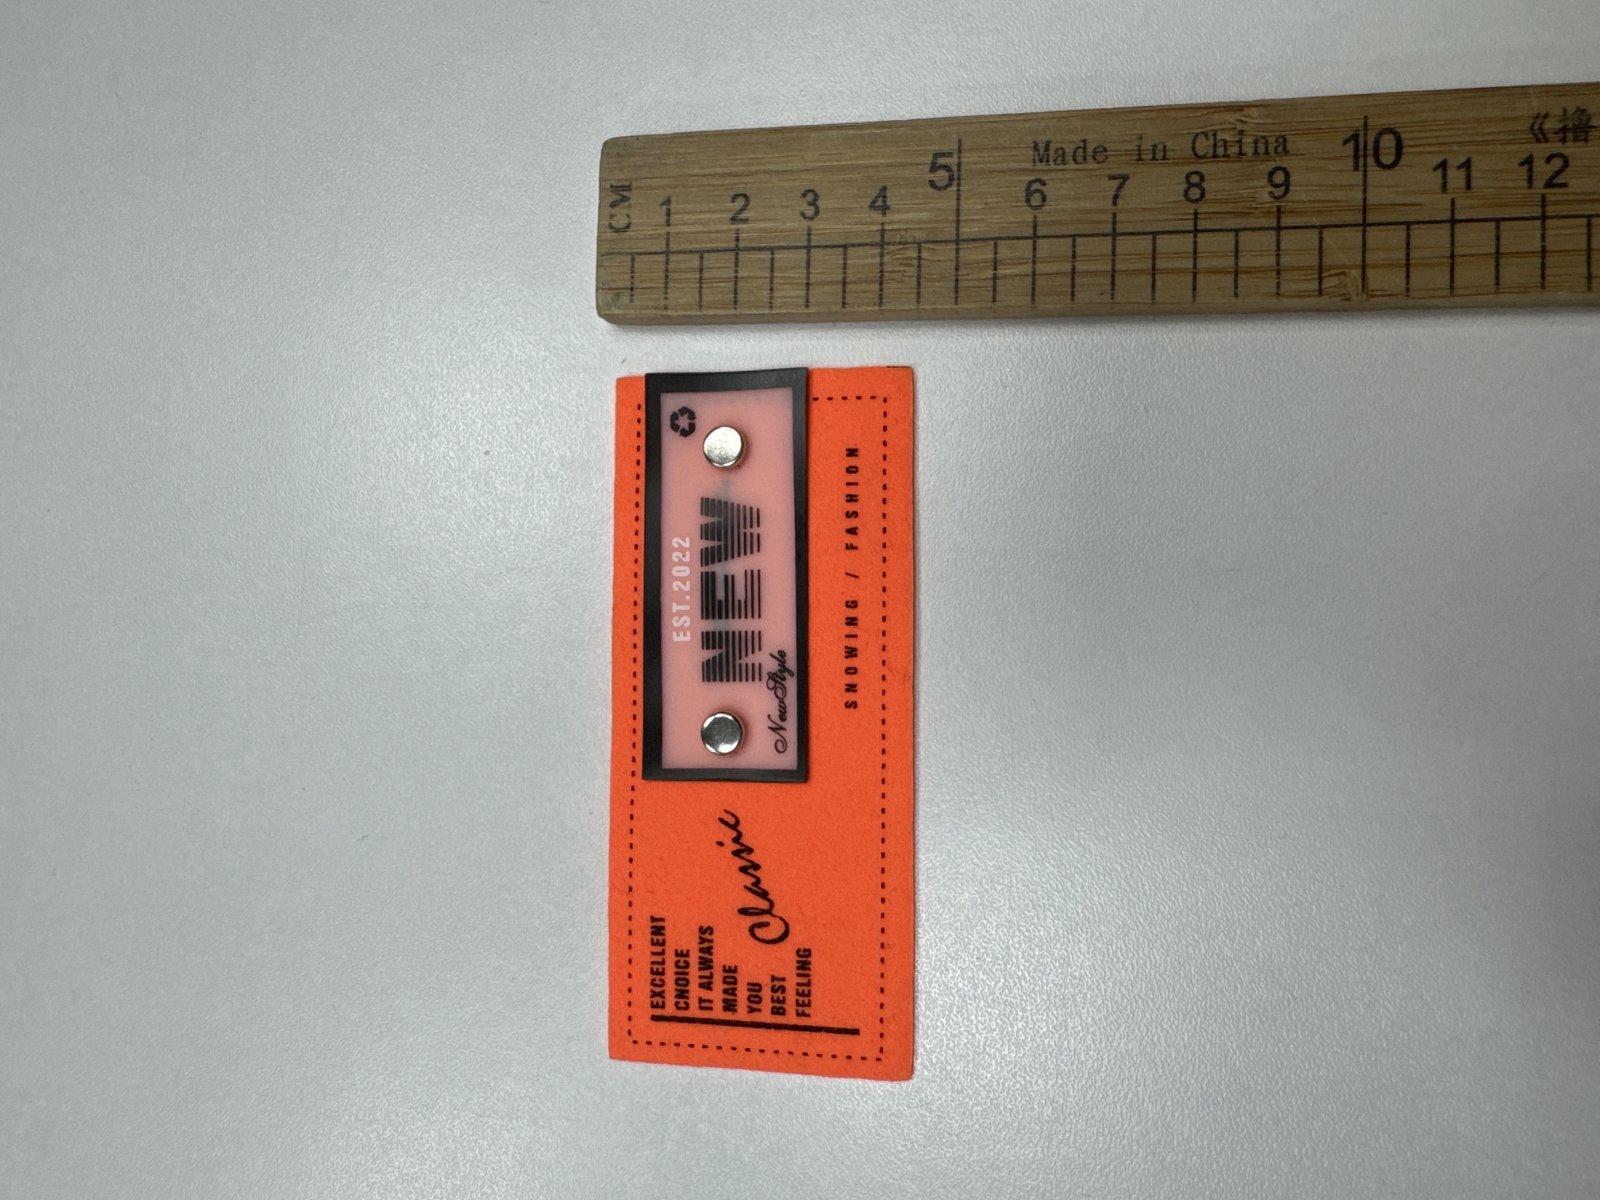 CM 1 2 3 4 5 6 7 8 9 10 11 12
Made in China
EST.2022
NEW
NewStyle
SNOWING / FASHION
EXCELLENT
CNOICE
IT ALWAYS
MADE
YOU
BEST
FEELING
Classic